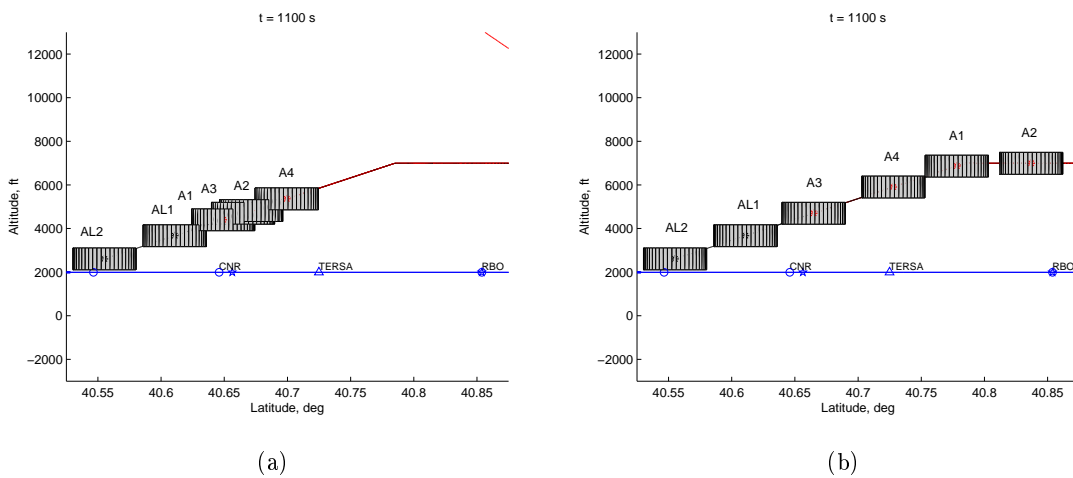 t = 1100 s
12000
10000
8000
6000
4000
2000
0
−2000
Altitude, ft
AL2
AL1
A1
A3
A2
A4
CNR
TERSA
RBO
40.55
40.6
40.65
40.7
40.75
40.8
40.85
Latitude, deg
(a)
t = 1100 s
12000
10000
8000
6000
4000
2000
0
−2000
Altitude, ft
AL2
AL1
A3
A4
A1
A2
CNR
TERSA
RBO
40.55
40.6
40.65
40.7
40.75
40.8
40.85
Latitude, deg
(b)